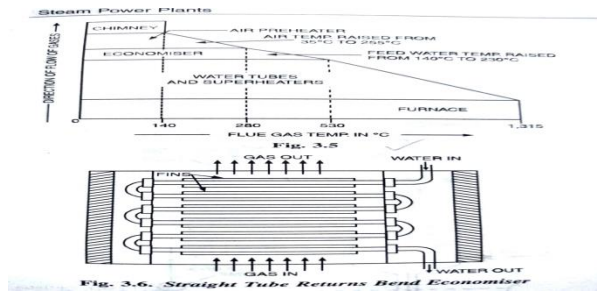 Steam Power Plants
CHIMNEY
AIR PREHEATER
AIR TEMP. RAISED FROM
35°C TO 255°C
ECONOMISER
FEED WATER TEMP. RAISED
FROM 140°C TO 230°C
WATER TUBES
AND SUPERHEATERS
FURNACE
DIRECTION OF FLOW OF GASES
0
140
280
530
1,315
FLUE GAS TEMP. IN °C
Fig. 3.5
GAS OUT
WATER IN
FINS
GAS IN
WATER OUT
Fig. 3.6. Straight Tube Returns Bend Economiser